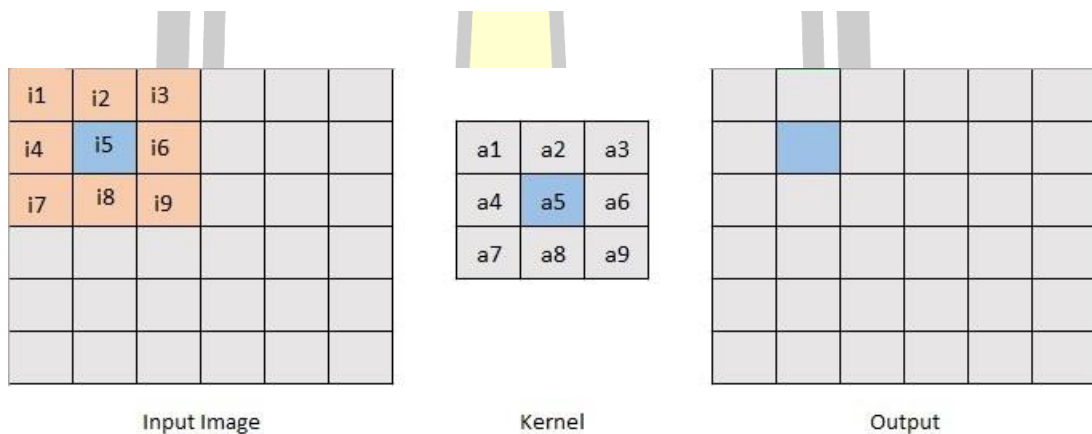 i1 i2 i3
i4 i5 i6
i7 i8 i9
a1 a2 a3
a4 a5 a6
a7 a8 a9
Input Image
Kernel
Output